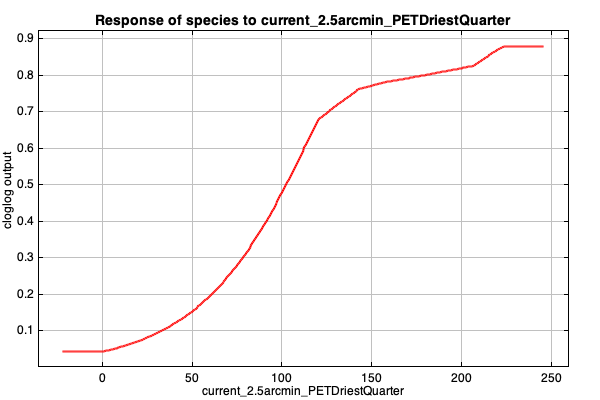 Response of species to current_2.5arcmin_PETDriestQuarter
0.9
0.8
0.7
0.6
0.5
0.4
0.3
0.2
0.1
cloglog output
0 50 100 150 200 250
current_2.5arcmin_PETDriestQuarter